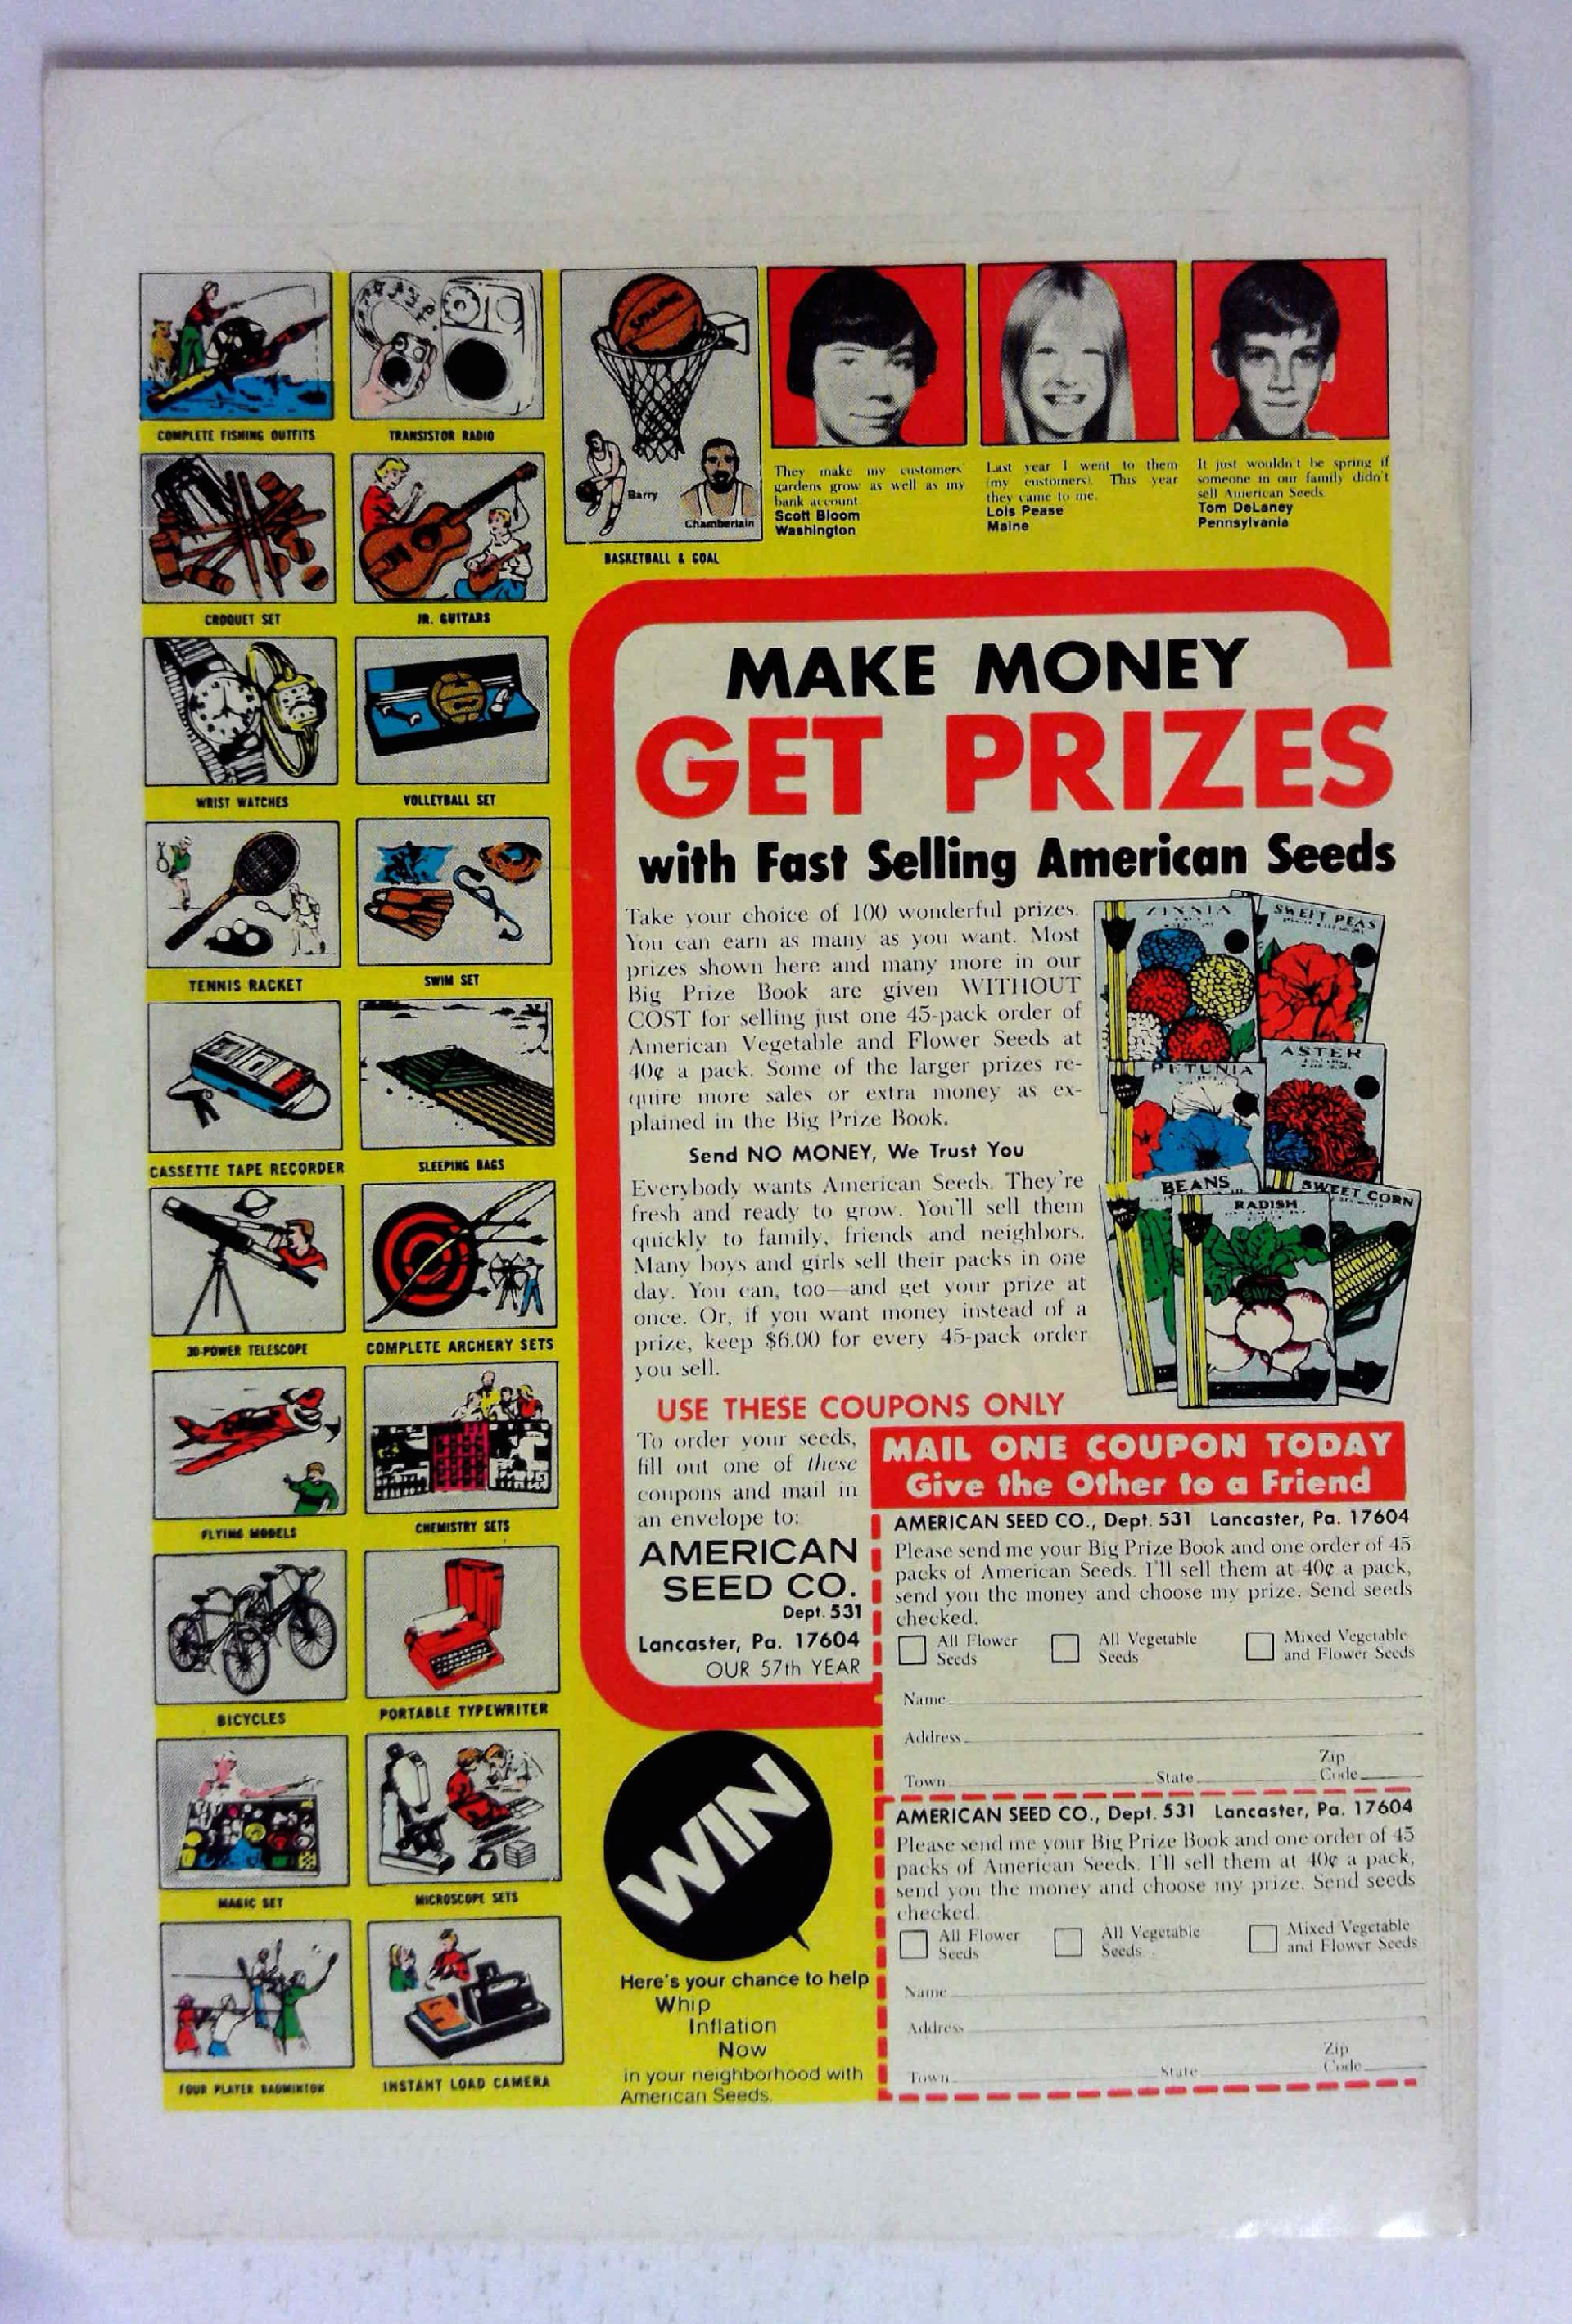 COMPLETE FISHING OUTFITS
TRANSISTOR RADIO
Spalding
Barry
Chamberlain
BASKETBALL & GOAL
They make my customers
gardens grow as well as my
bank account.
Scott Bloom
Washington
Last year I went to them
(my customers). This year
they came to me.
Lois Pease
Maine
It just wouldn't be spring if
someone in our family didn't
sell American Seeds.
Tom DeLaney
Pennsylvania
CROQUET SET
JR. GUITARS
WRIST WATCHES
VOLLEYBALL SET
TENNIS RACKET
SWIM SET
CASSETTE TAPE RECORDER
SLEEPING BAGS
30-POWER TELESCOPE
COMPLETE ARCHERY SETS
FLYING MODELS
CHEMISTRY SETS
BICYCLES
PORTABLE TYPEWRITER
MAGIC SET
MICROSCOPE SETS
FOUR PLAYER BADMINTON
INSTANT LOAD CAMERA
MAKE MONEY
GET PRIZES
with Fast Selling American Seeds
Take your choice of 100 wonderful prizes.
You can earn as many as you want. Most
prizes shown here and many more in our
Big Prize Book are given WITHOUT
COST for selling just one 45-pack order of
American Vegetable and Flower Seeds at
40¢ a pack. Some of the larger prizes re-
quire more sales or extra money as ex-
plained in the Big Prize Book.
Send NO MONEY, We Trust You
Everybody wants American Seeds. They're
fresh and ready to grow. You'll sell them
quickly to family, friends and neighbors.
Many boys and girls sell their packs in one
day. You can, too—and get your prize at
once. Or, if you want money instead of a
prize, keep $6.00 for every 45-pack order
you sell.
ZINNIA
SWEET PEAS
PETUNIA
ASTER
BEANS
RADISH
SWEET CORN
USE THESE COUPONS ONLY
To order your seeds,
fill out one of these
coupons and mail in
an envelope to:
AMERICAN
SEED CO.
Dept. 531
Lancaster, Pa. 17604
OUR 57th YEAR
WIN
Here's your chance to help
Whip
Inflation
Now
in your neighborhood with
American Seeds.
MAIL ONE COUPON TODAY
Give the Other to a Friend
AMERICAN SEED CO., Dept. 531 Lancaster, Pa. 17604
Please send me your Big Prize Book and one order of 45
packs of American Seeds. I'll sell them at 40¢ a pack,
send you the money and choose my prize. Send seeds
checked.
All Flower
Seeds
All Vegetable
Seeds
Mixed Vegetable
and Flower Seeds
Name
Address
Town State Zip
Code
AMERICAN SEED CO., Dept. 531 Lancaster, Pa. 17604
Please send me your Big Prize Book and one order of 45
packs of American Seeds. I'll sell them at 40¢ a pack,
send you the money and choose my prize. Send seeds
checked.
All Flower
Seeds
All Vegetable
Seeds
Mixed Vegetable
and Flower Seeds
Name
Address
Town State Zip
Code